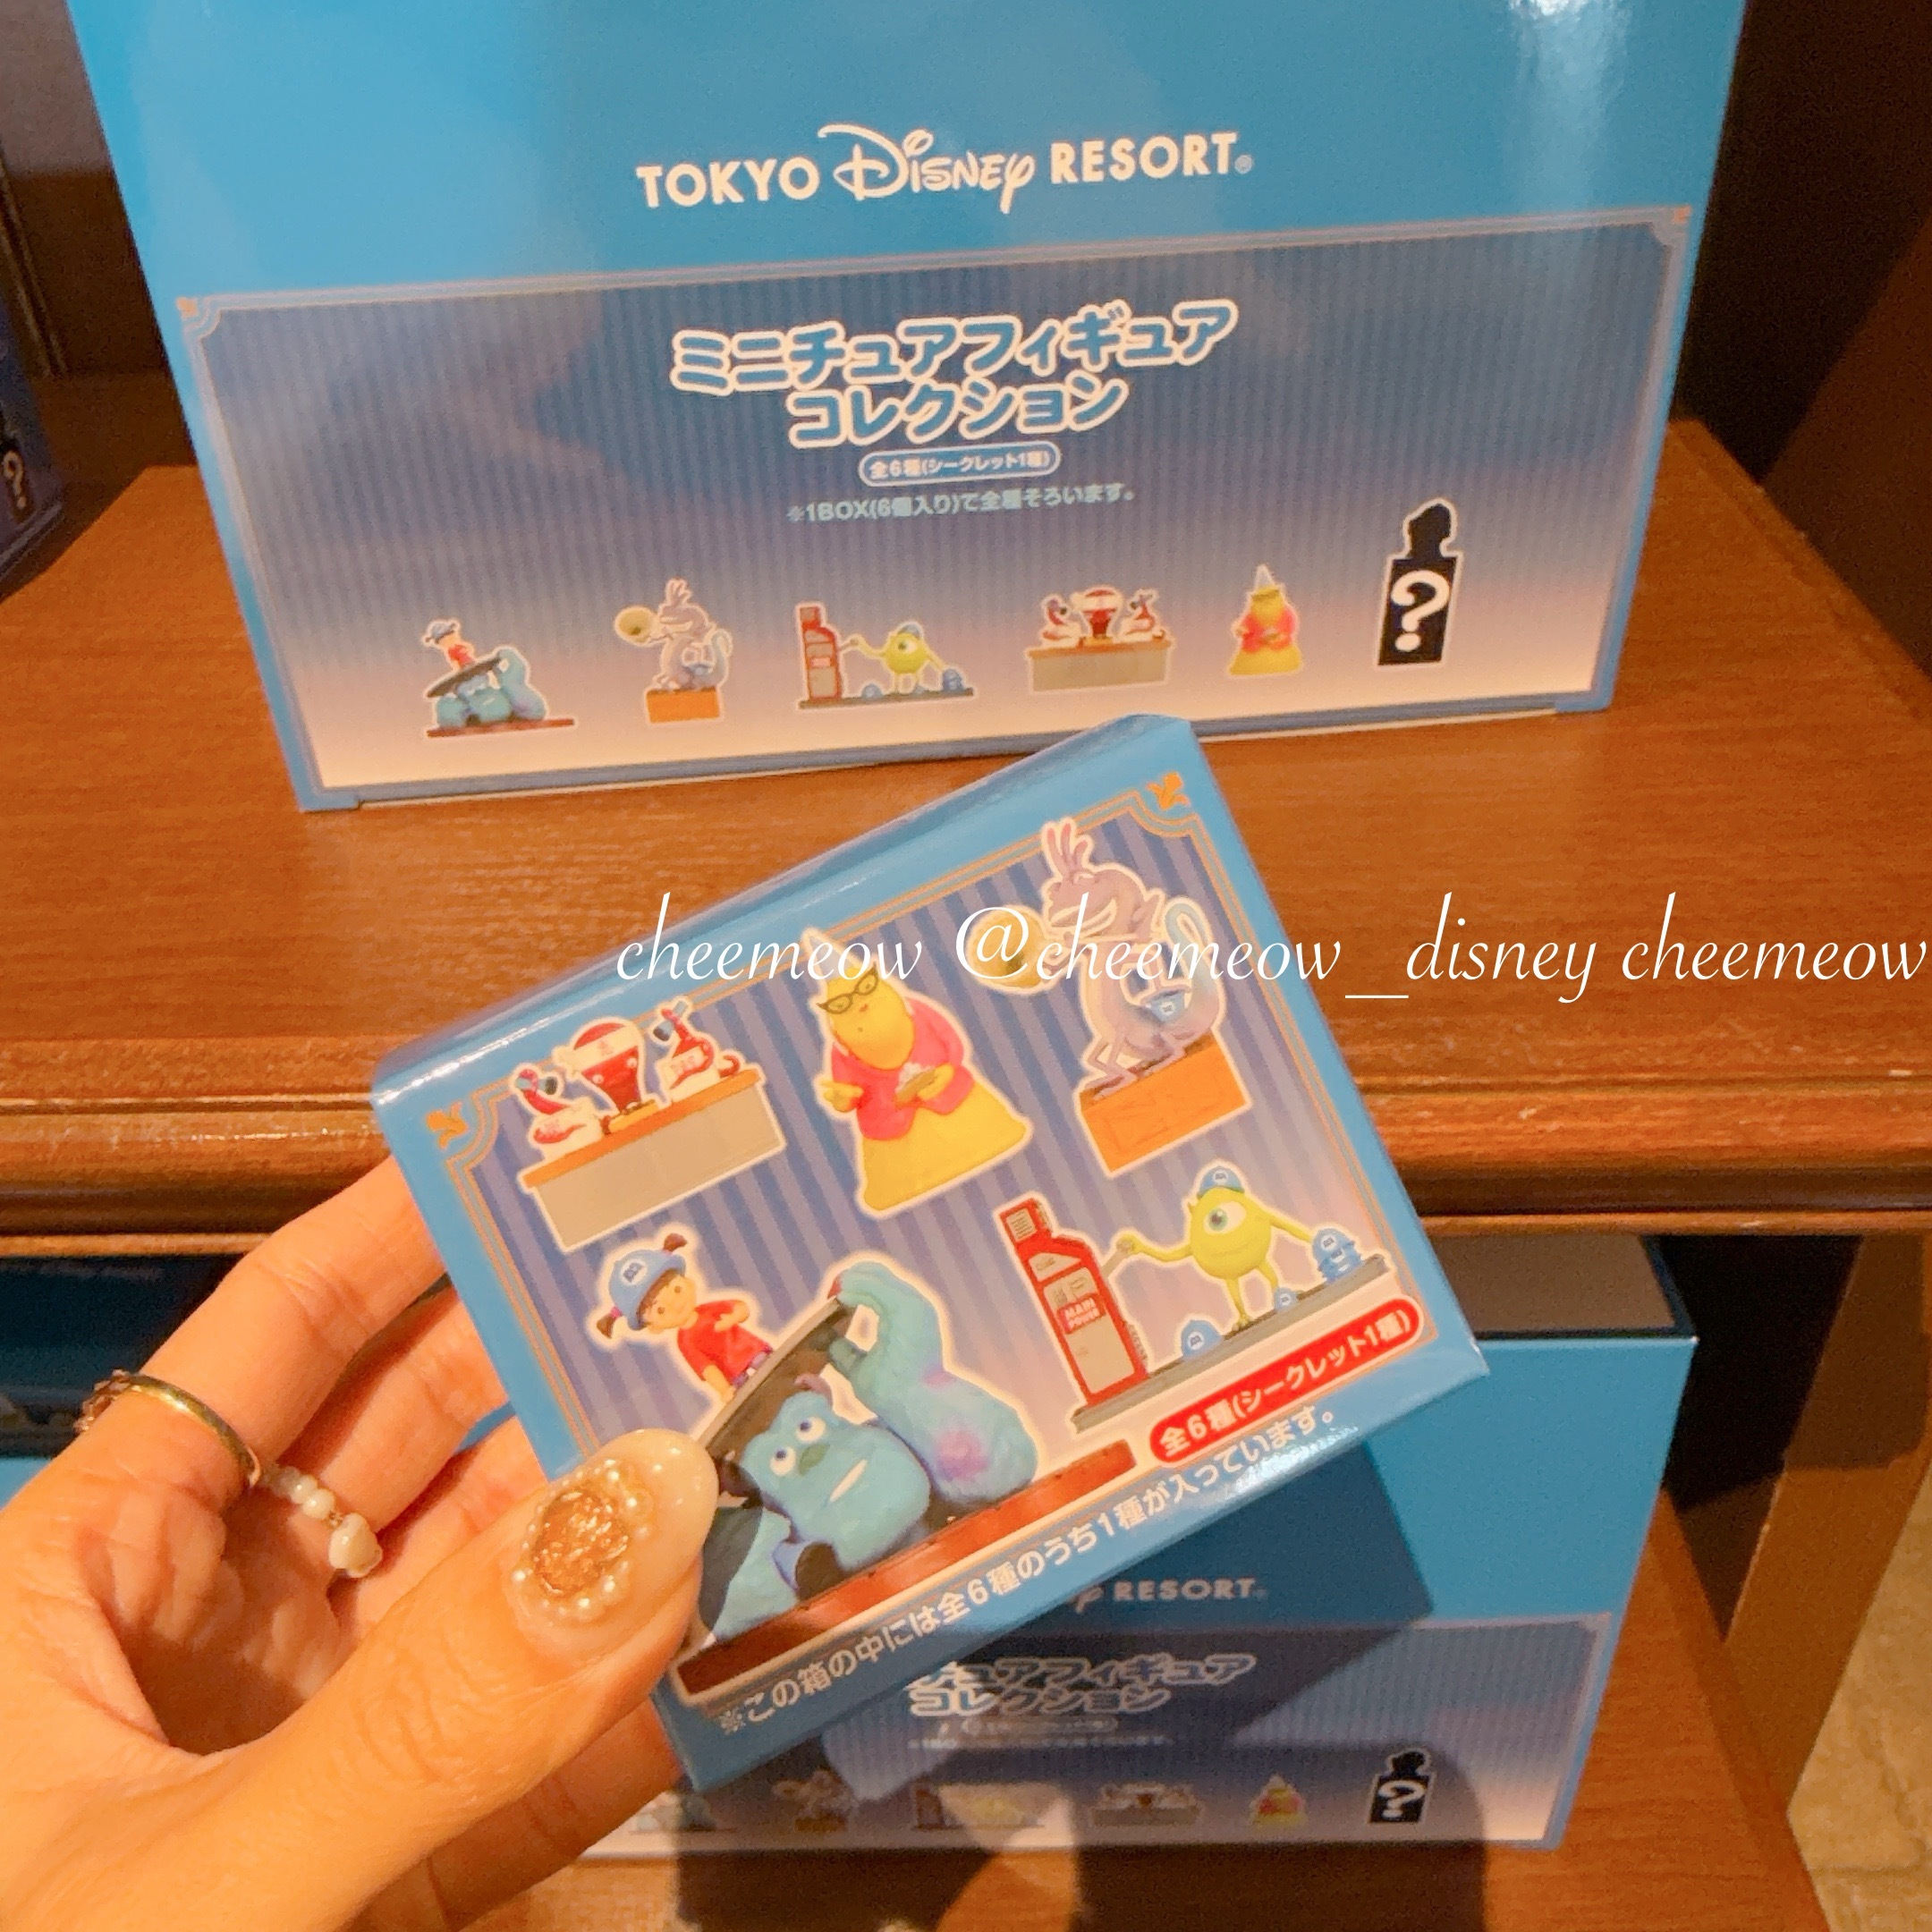 TOKYO Disney RESORT®
ミニチュアフィギュア
コレクション
全6種(シークレット1種)
※1BOX(6個入り)で全種そろいます。
?
?
cheemeow @cheemeow_disney cheemeow
MAIN
POWER
全6種(シークレット1種)
※この箱の中には全6種のうち1種が入っています。
RESORT®
チュアフィギュア
コレクション
?